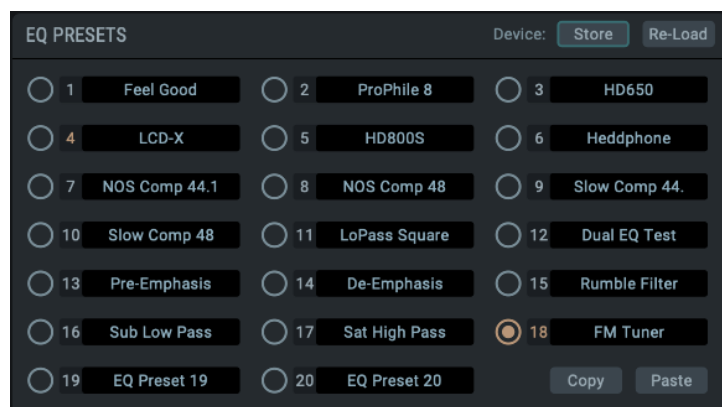 EQ PRESETS Device: Store Re-Load
1 Feel Good 2 ProPhile 8 3 HD650
4 LCD-X 5 HD800S 6 Heddphone
7 NOS Comp 44.1 8 NOS Comp 48 9 Slow Comp 44.
10 Slow Comp 48 11 LoPass Square 12 Dual EQ Test
13 Pre-Emphasis 14 De-Emphasis 15 Rumble Filter
16 Sub Low Pass 17 Sat High Pass 18 FM Tuner
19 EQ Preset 19 20 EQ Preset 20 Copy Paste